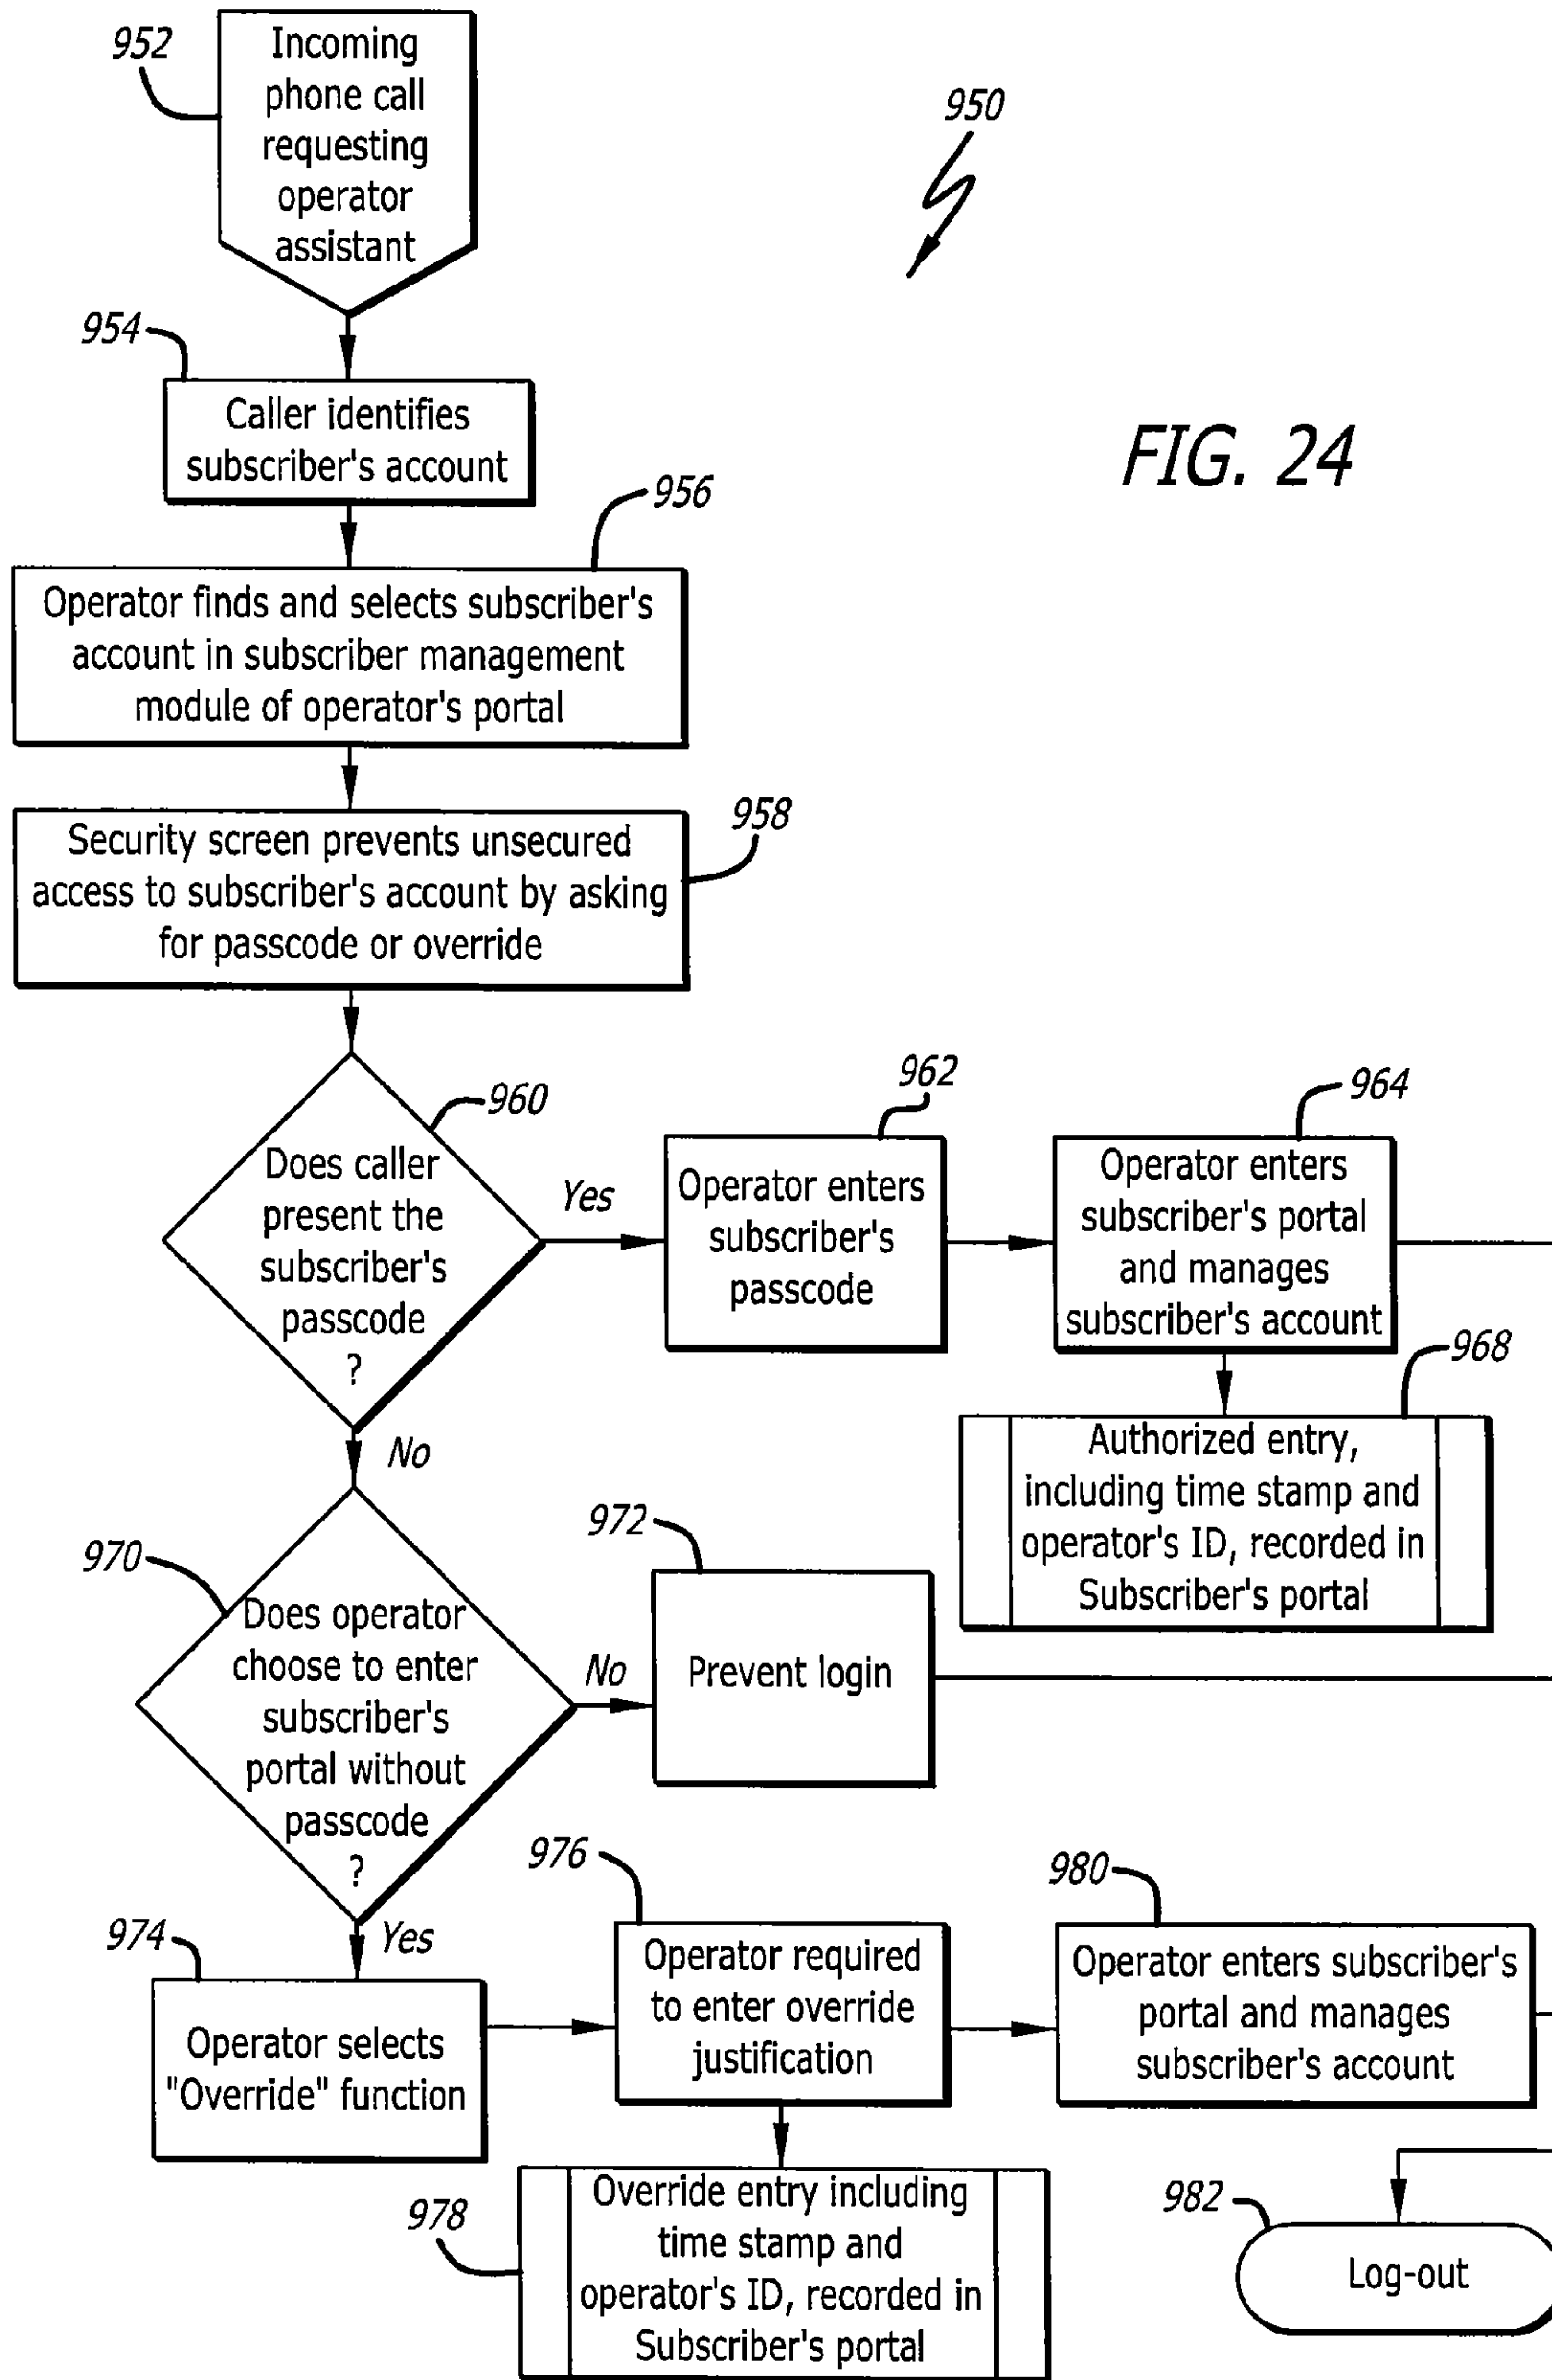 952
Incoming
phone call
requesting
operator
assistant
950
954
Caller identifies
subscriber's account
FIG. 24
956
Operator finds and selects subscriber's
account in subscriber management
module of operator's portal
958
Security screen prevents unsecured
access to subscriber's account by asking
for passcode or override
960
Does caller
present the
subscriber's
passcode
?
Yes
962
Operator enters
subscriber's
passcode
964
Operator enters
subscriber's portal
and manages
subscriber's account
968
Authorized entry,
including time stamp and
operator's ID, recorded in
Subscriber's portal
No
970
Does operator
choose to enter
subscriber's
portal without
passcode
?
No
972
Prevent login
Yes
974
Operator selects
"Override" function
976
Operator required
to enter override
justification
980
Operator enters subscriber's
portal and manages
subscriber's account
978
Override entry including
time stamp and
operator's ID, recorded in
Subscriber's portal
982
Log-out